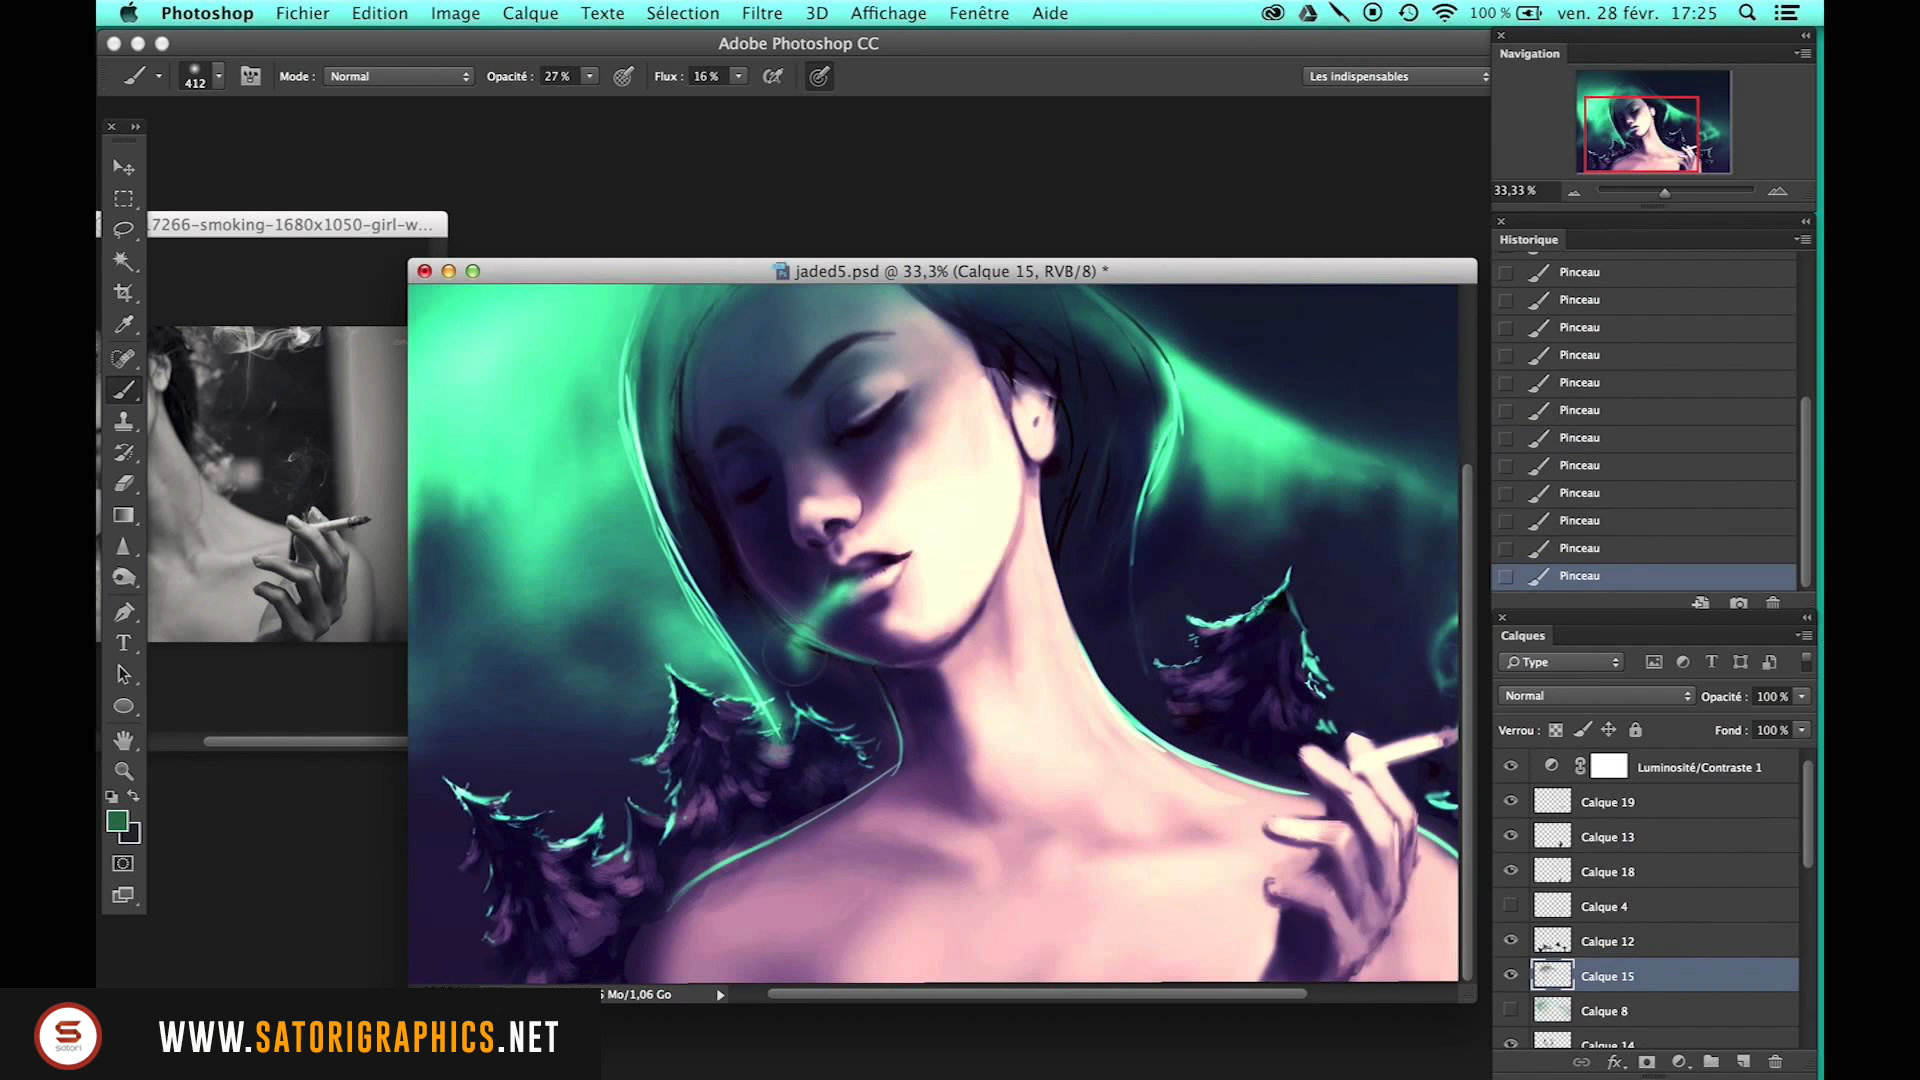 Photoshop Fichier Edition Image Calque Texte Sélection Filtre 3D Affichage Fenêtre Aide 100 % ven. 28 févr. 17:25
Adobe Photoshop CC
412 Mode : Normal Opacité : 27 % Flux : 16 % Les indispensables
Navigation
33,33 %
Historique
Pinceau
Pinceau
Pinceau
Pinceau
Pinceau
Pinceau
Pinceau
Pinceau
Pinceau
Pinceau
Pinceau
Pinceau
7266-smoking-1680x1050-girl-w...
jaded5.psd @ 33,3% (Calque 15, RVB/8) *
Calques
Type
Normal Opacité : 100 %
Verrou : Fond : 100 %
Luminosité/Contraste 1
Calque 19
Calque 13
Calque 18
Calque 4
Calque 12
Calque 15
Calque 8
Calque 14
Mo/1,06 Go
S
satori
WWW.SATORIGRAPHICS.NET